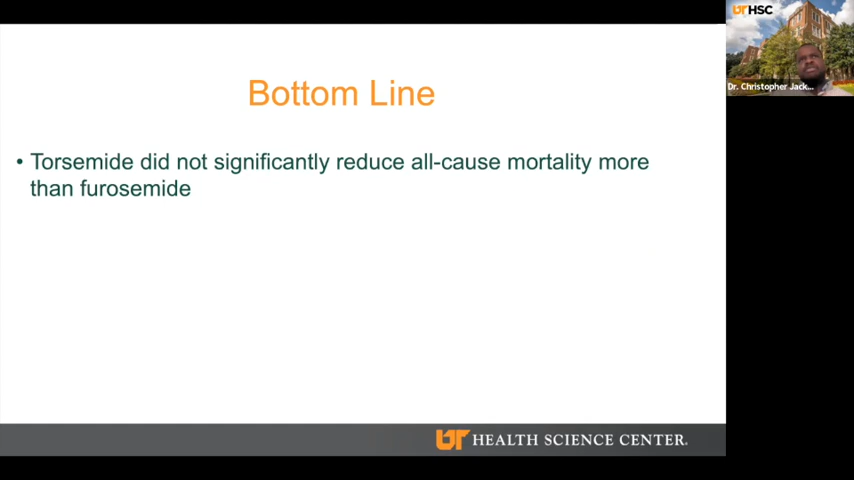 UTHSC
Dr. Christopher Jack...
Bottom Line
• Torsemide did not significantly reduce all-cause mortality more
than furosemide
UT HEALTH SCIENCE CENTER.